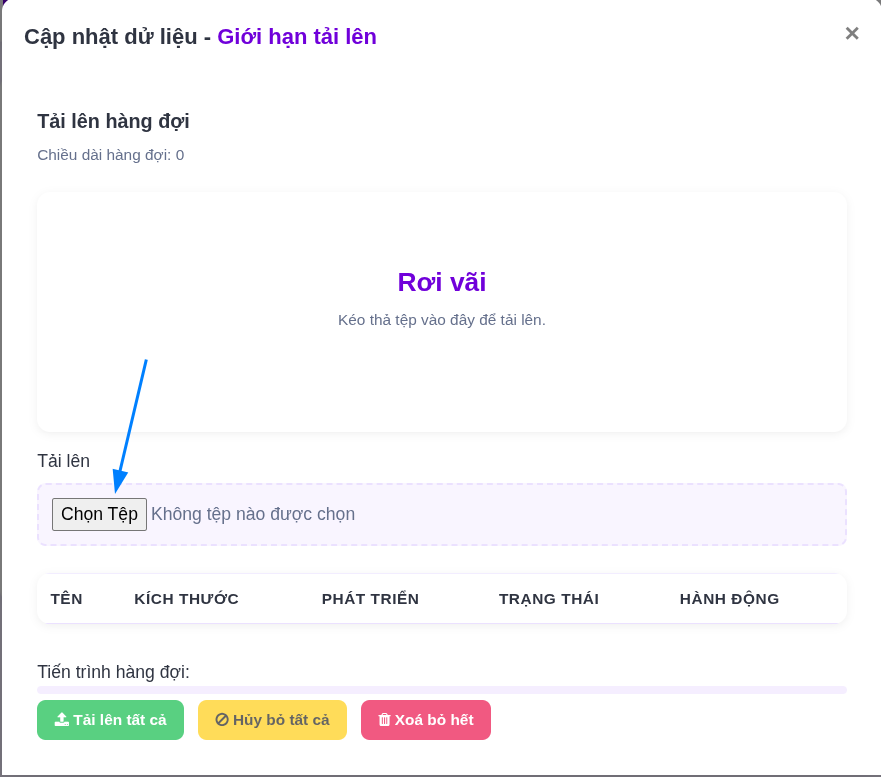 Cập nhật dử liệu - Giới hạn tải lên
×
Tải lên hàng đợi
Chiều dài hàng đợi: 0
Rơi vãi
Kéo thả tệp vào đây để tải lên.
Tải lên
Chọn Tệp Không tệp nào được chọn
TÊN KÍCH THƯỚC PHÁT TRIỂN TRẠNG THÁI HÀNH ĐỘNG
Tiến trình hàng đợi:
Tải lên tất cả Hủy bỏ tất cả Xoá bỏ hết